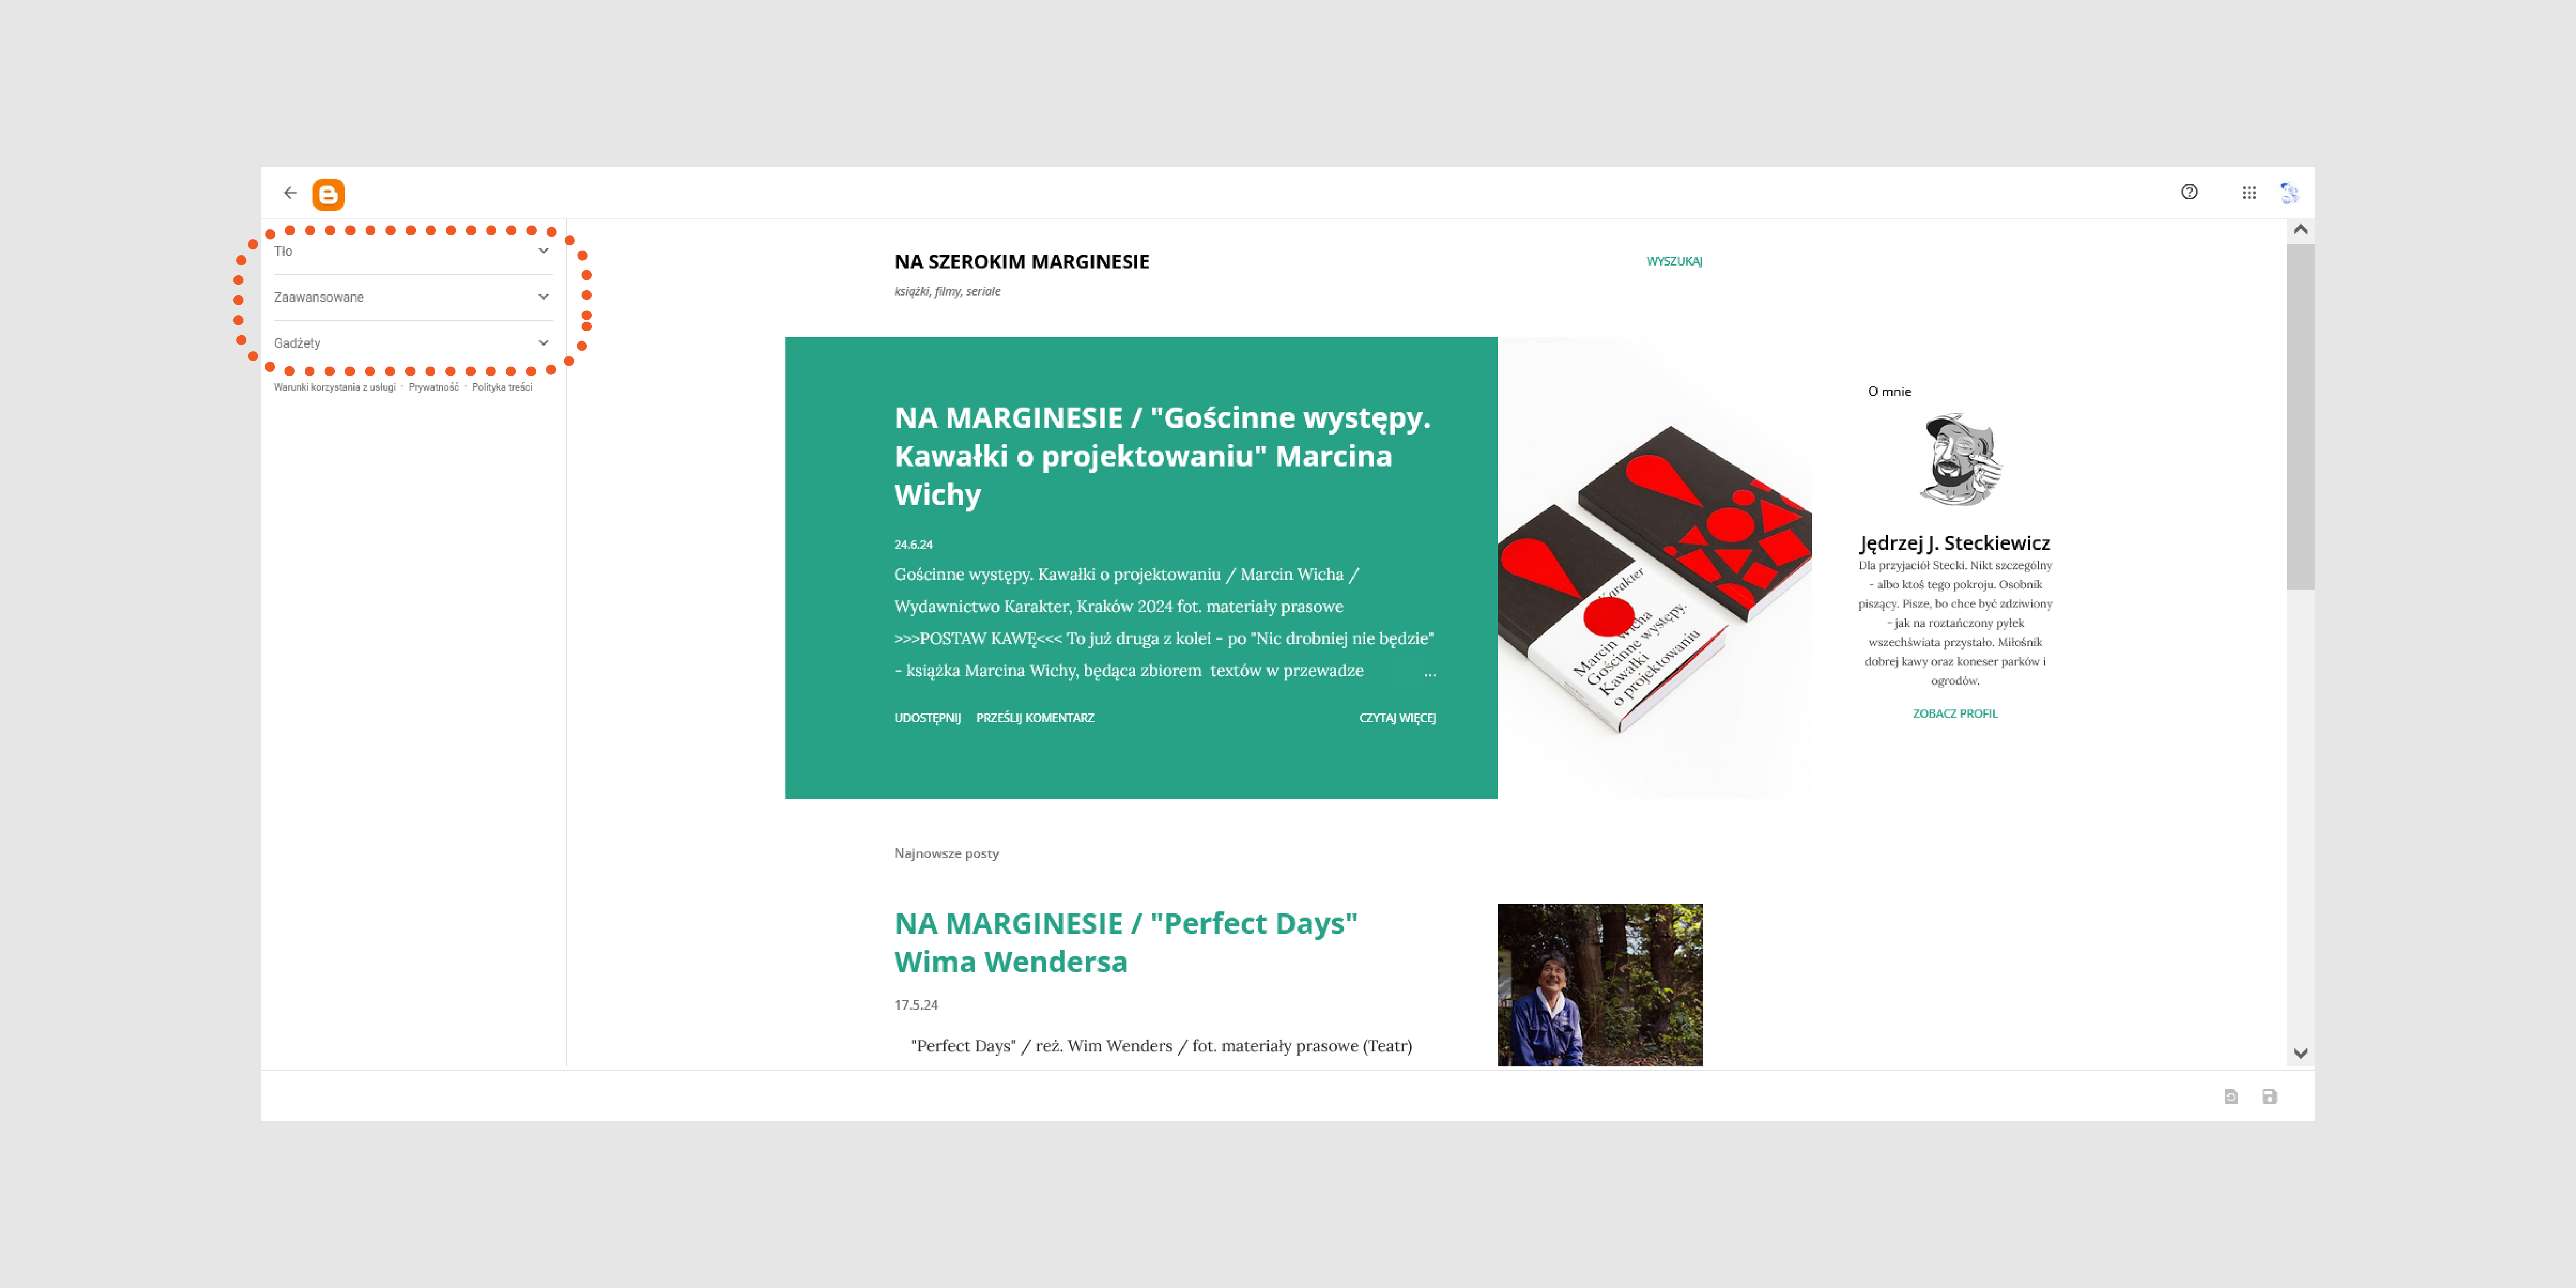 Tło
Zaawansowane
Gadżety
Warunki korzystania z usługi · Prywatność · Polityka treści
NA SZEROKIM MARGINESIE
WYSZUKAJ
książki, filmy, seriale
NA MARGINESIE / "Gościnne występy.
Kawałki o projektowaniu" Marcina
Wichy
24.6.24
Gościnne występy. Kawałki o projektowaniu / Marcin Wicha /
Wydawnictwo Karakter, Kraków 2024 fot. materiały prasowe
>>>POSTAW KAWĘ<<< To już druga z kolei - po "Nic drobniej nie będzie"
- książka Marcina Wichy, będąca zbiorem textów w przewadze ...
UDOSTĘPNIJ PRZEŚLIJ KOMENTARZ CZYTAJ WIĘCEJ
Karakter
Marcin Wicha
Gościnne występy.
Kawałki
o projektowaniu
O mnie
Jędrzej J. Steckiewicz
Dla przyjaciół Stecki. Nikt szczególny
- albo ktoś tego pokroju. Osobnik
piszący. Pisze, bo chce być zdziwiony
- jak na roztańczony pyłek
wszechświata przystało. Miłośnik
dobrej kawy oraz koneser parków i
ogrodów.
ZOBACZ PROFIL
Najnowsze posty
NA MARGINESIE / "Perfect Days"
Wima Wendersa
17.5.24
"Perfect Days" / reż. Wim Wenders / fot. materiały prasowe (Teatr)